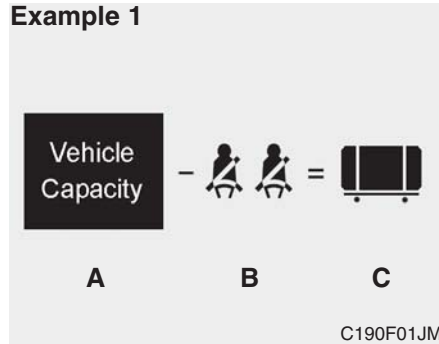 Example 1
Vehicle
Capacity
- =
A B C
C190F01JM